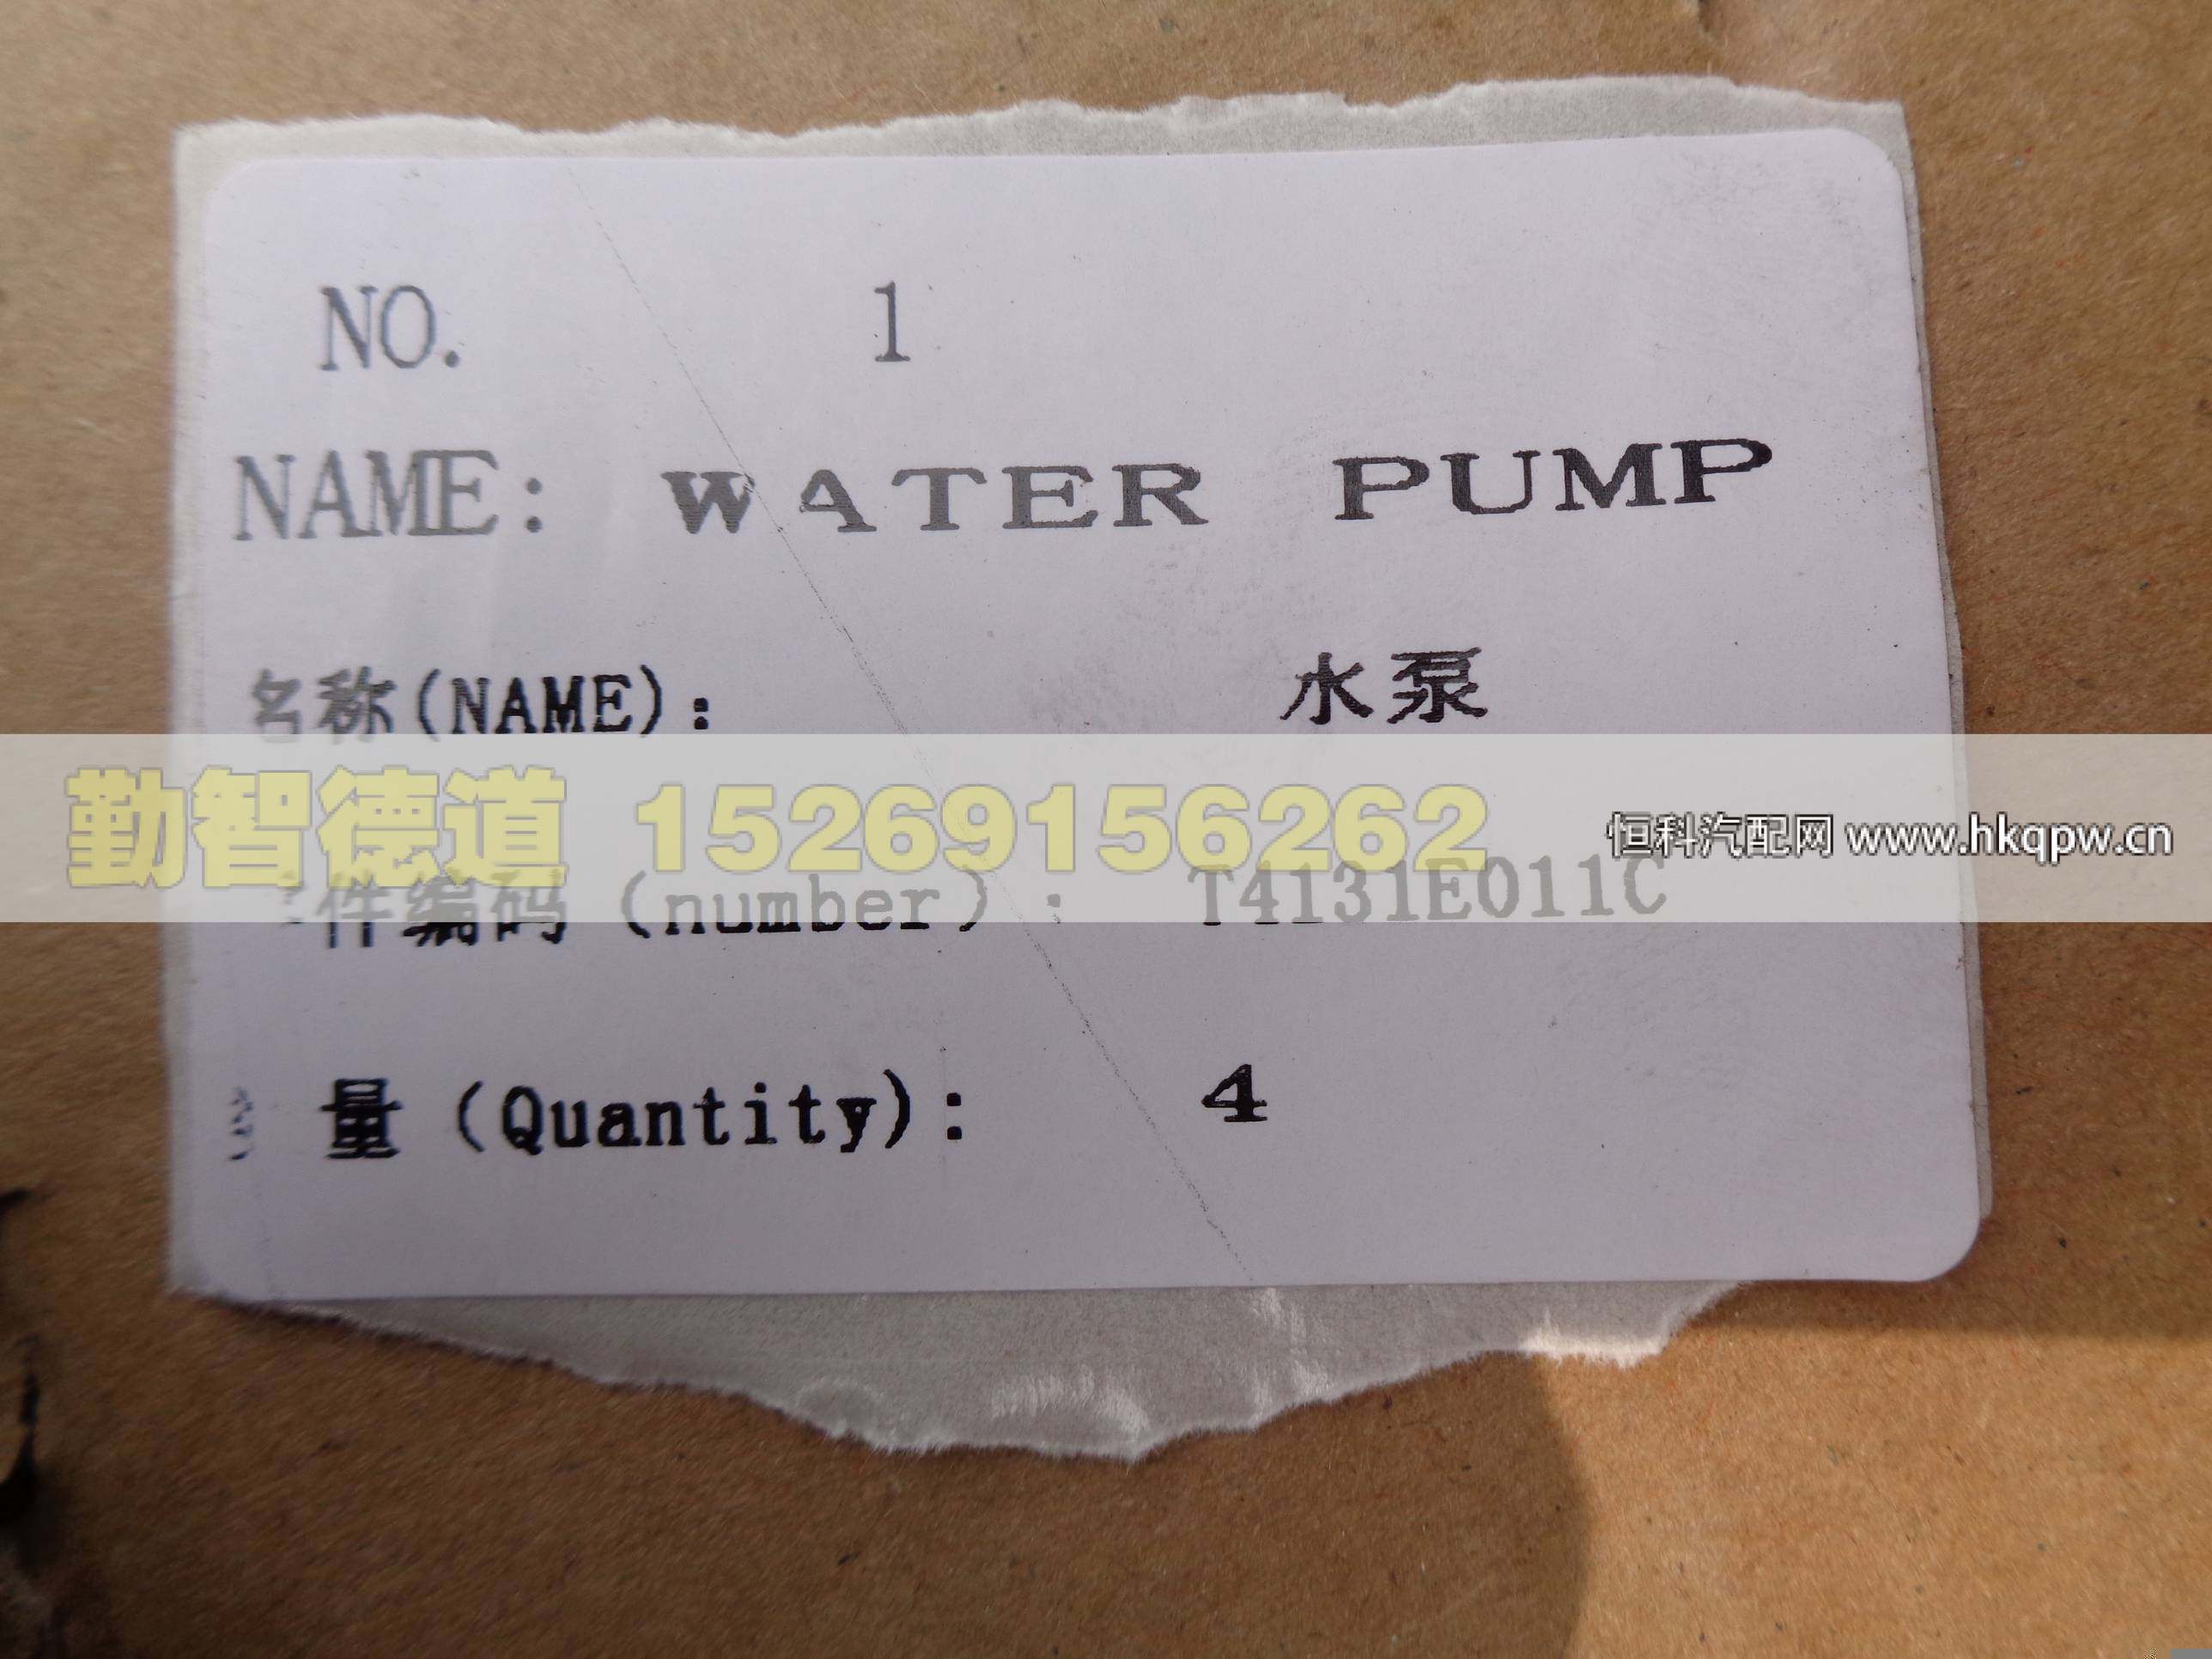 NO. 1
NAME: WATER PUMP
名称(NAME): 水泵
勤智德道 15269156262
恒科汽配网 www.hkqpw.cn
件编码 (number): T4131E011C
量 (Quantity): 4